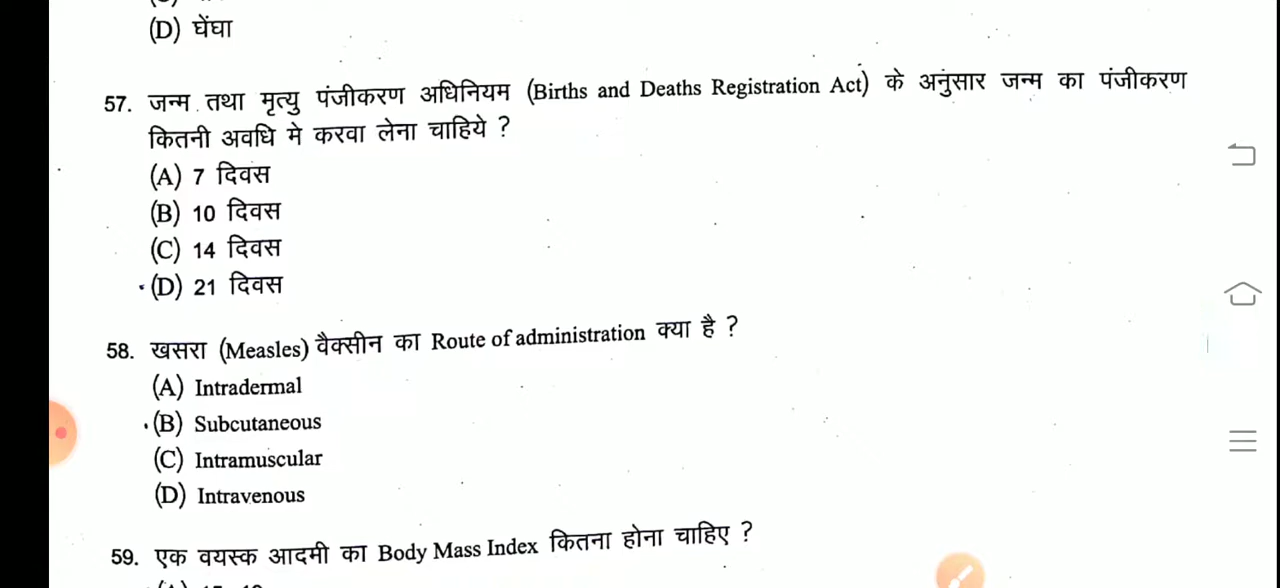 (D) घेंघा
57. जन्म तथा मृत्यु पंजीकरण अधिनियम (Births and Deaths Registration Act) के अनुसार जन्म का पंजीकरण
कितनी अवधि मे करवा लेना चाहिये ?
(A) 7 दिवस
(B) 10 दिवस
(C) 14 दिवस
(D) 21 दिवस
58. खसरा (Measles) वैक्सीन का Route of administration क्या है ?
(A) Intradermal
(B) Subcutaneous
(C) Intramuscular
(D) Intravenous
59. एक वयस्क आदमी का Body Mass Index कितना होना चाहिए ?